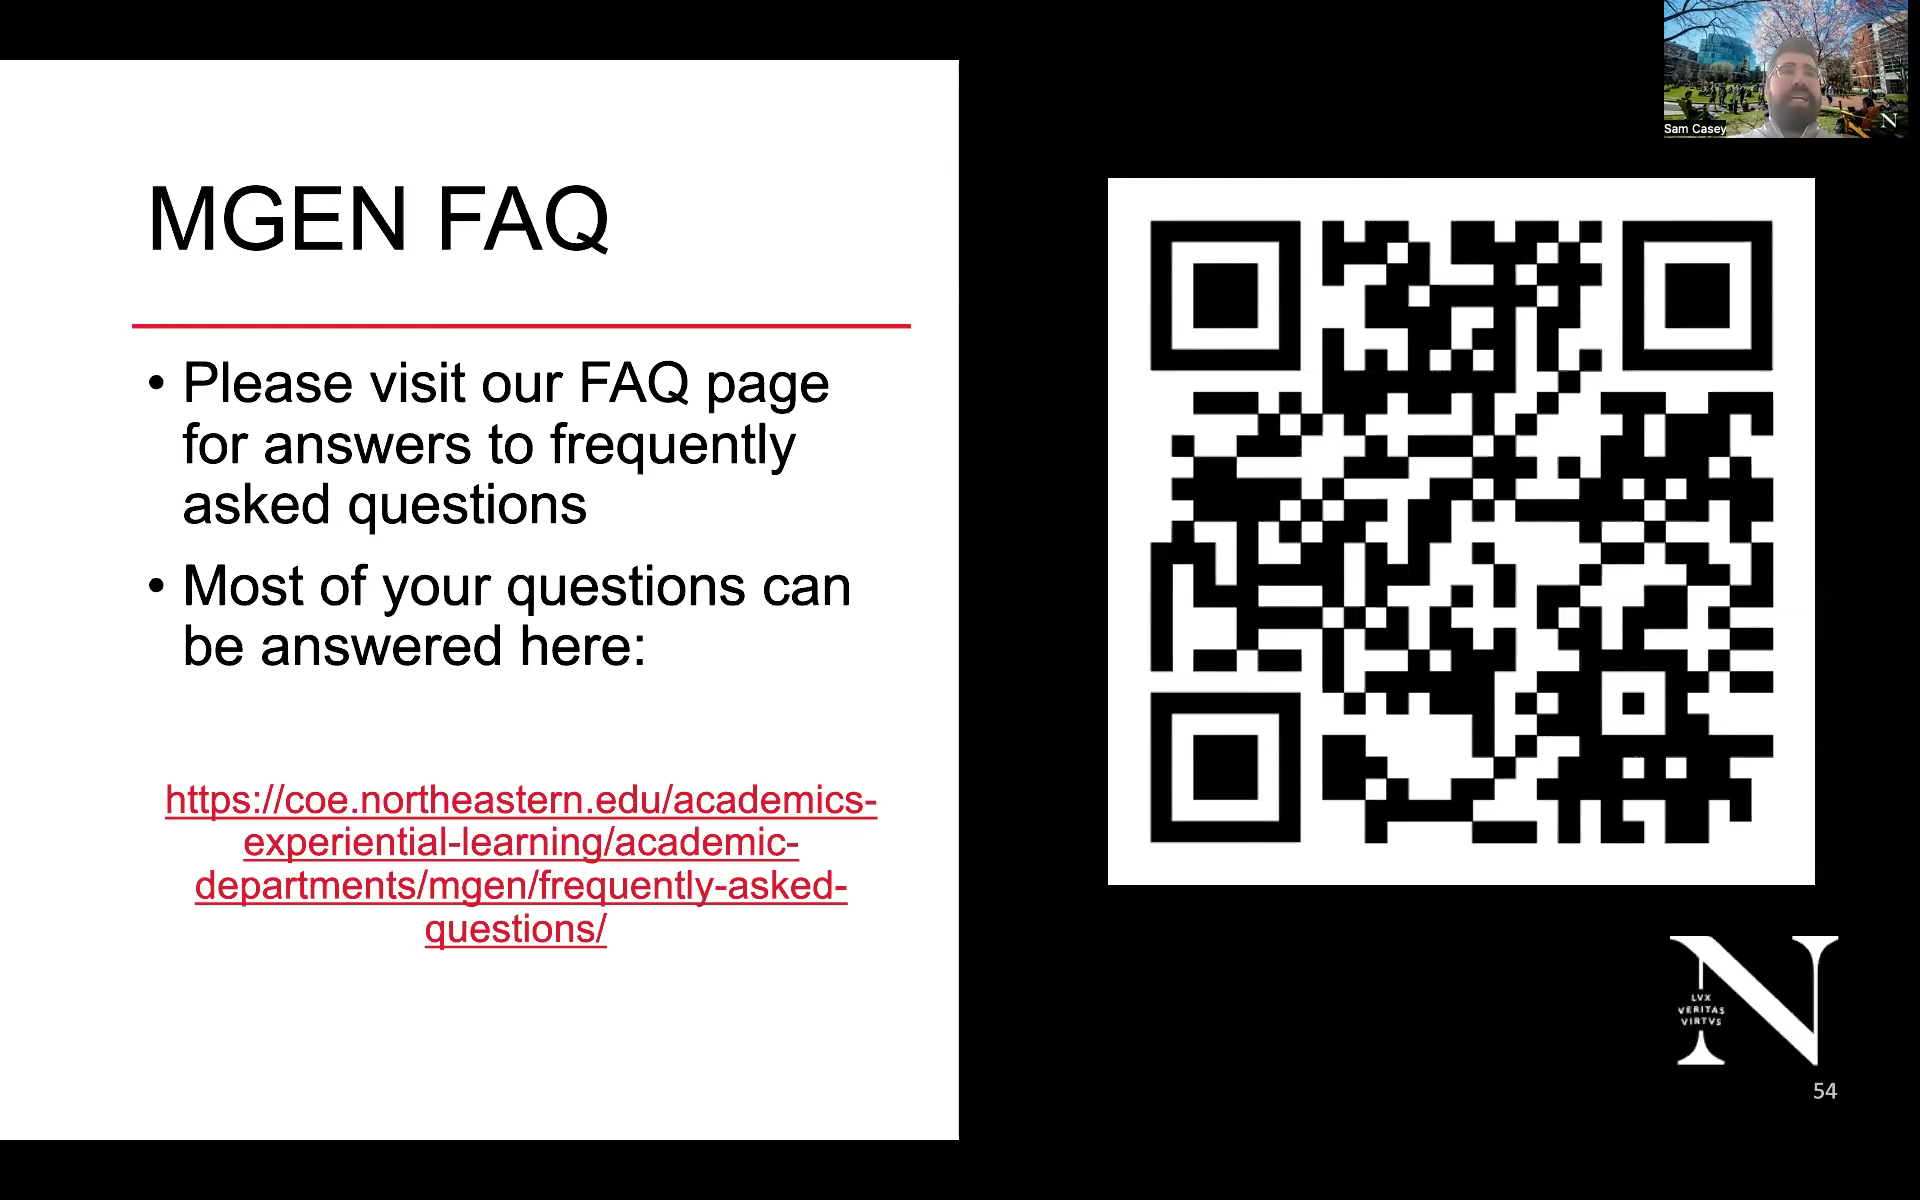 Sam Casey
N
MGEN FAQ
• Please visit our FAQ page
for answers to frequently
asked questions
• Most of your questions can
be answered here:
https://coe.northeastern.edu/academics-
experiential-learning/academic-
departments/mgen/frequently-asked-
questions/
N
LVX
VERITAS
VIRTVS
54